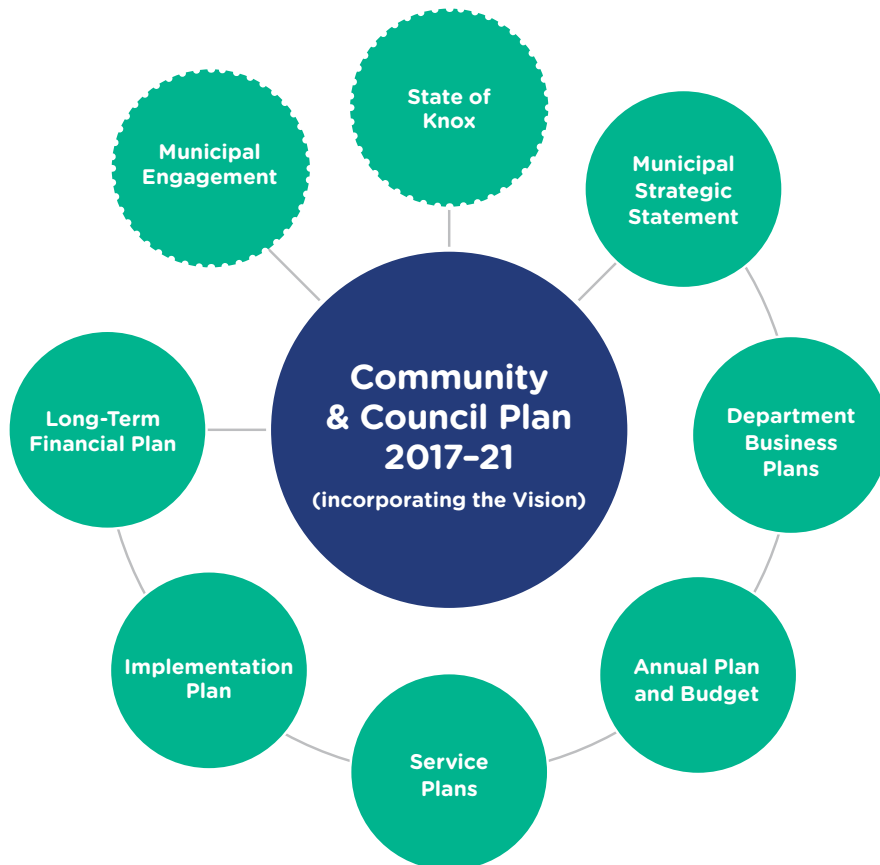 State of
Knox
Municipal
Engagement
Municipal
Strategic
Statement
Community
& Council Plan
2017–21
(incorporating the Vision)
Long-Term
Financial Plan
Department
Business
Plans
Implementation
Plan
Annual Plan
and Budget
Service
Plans